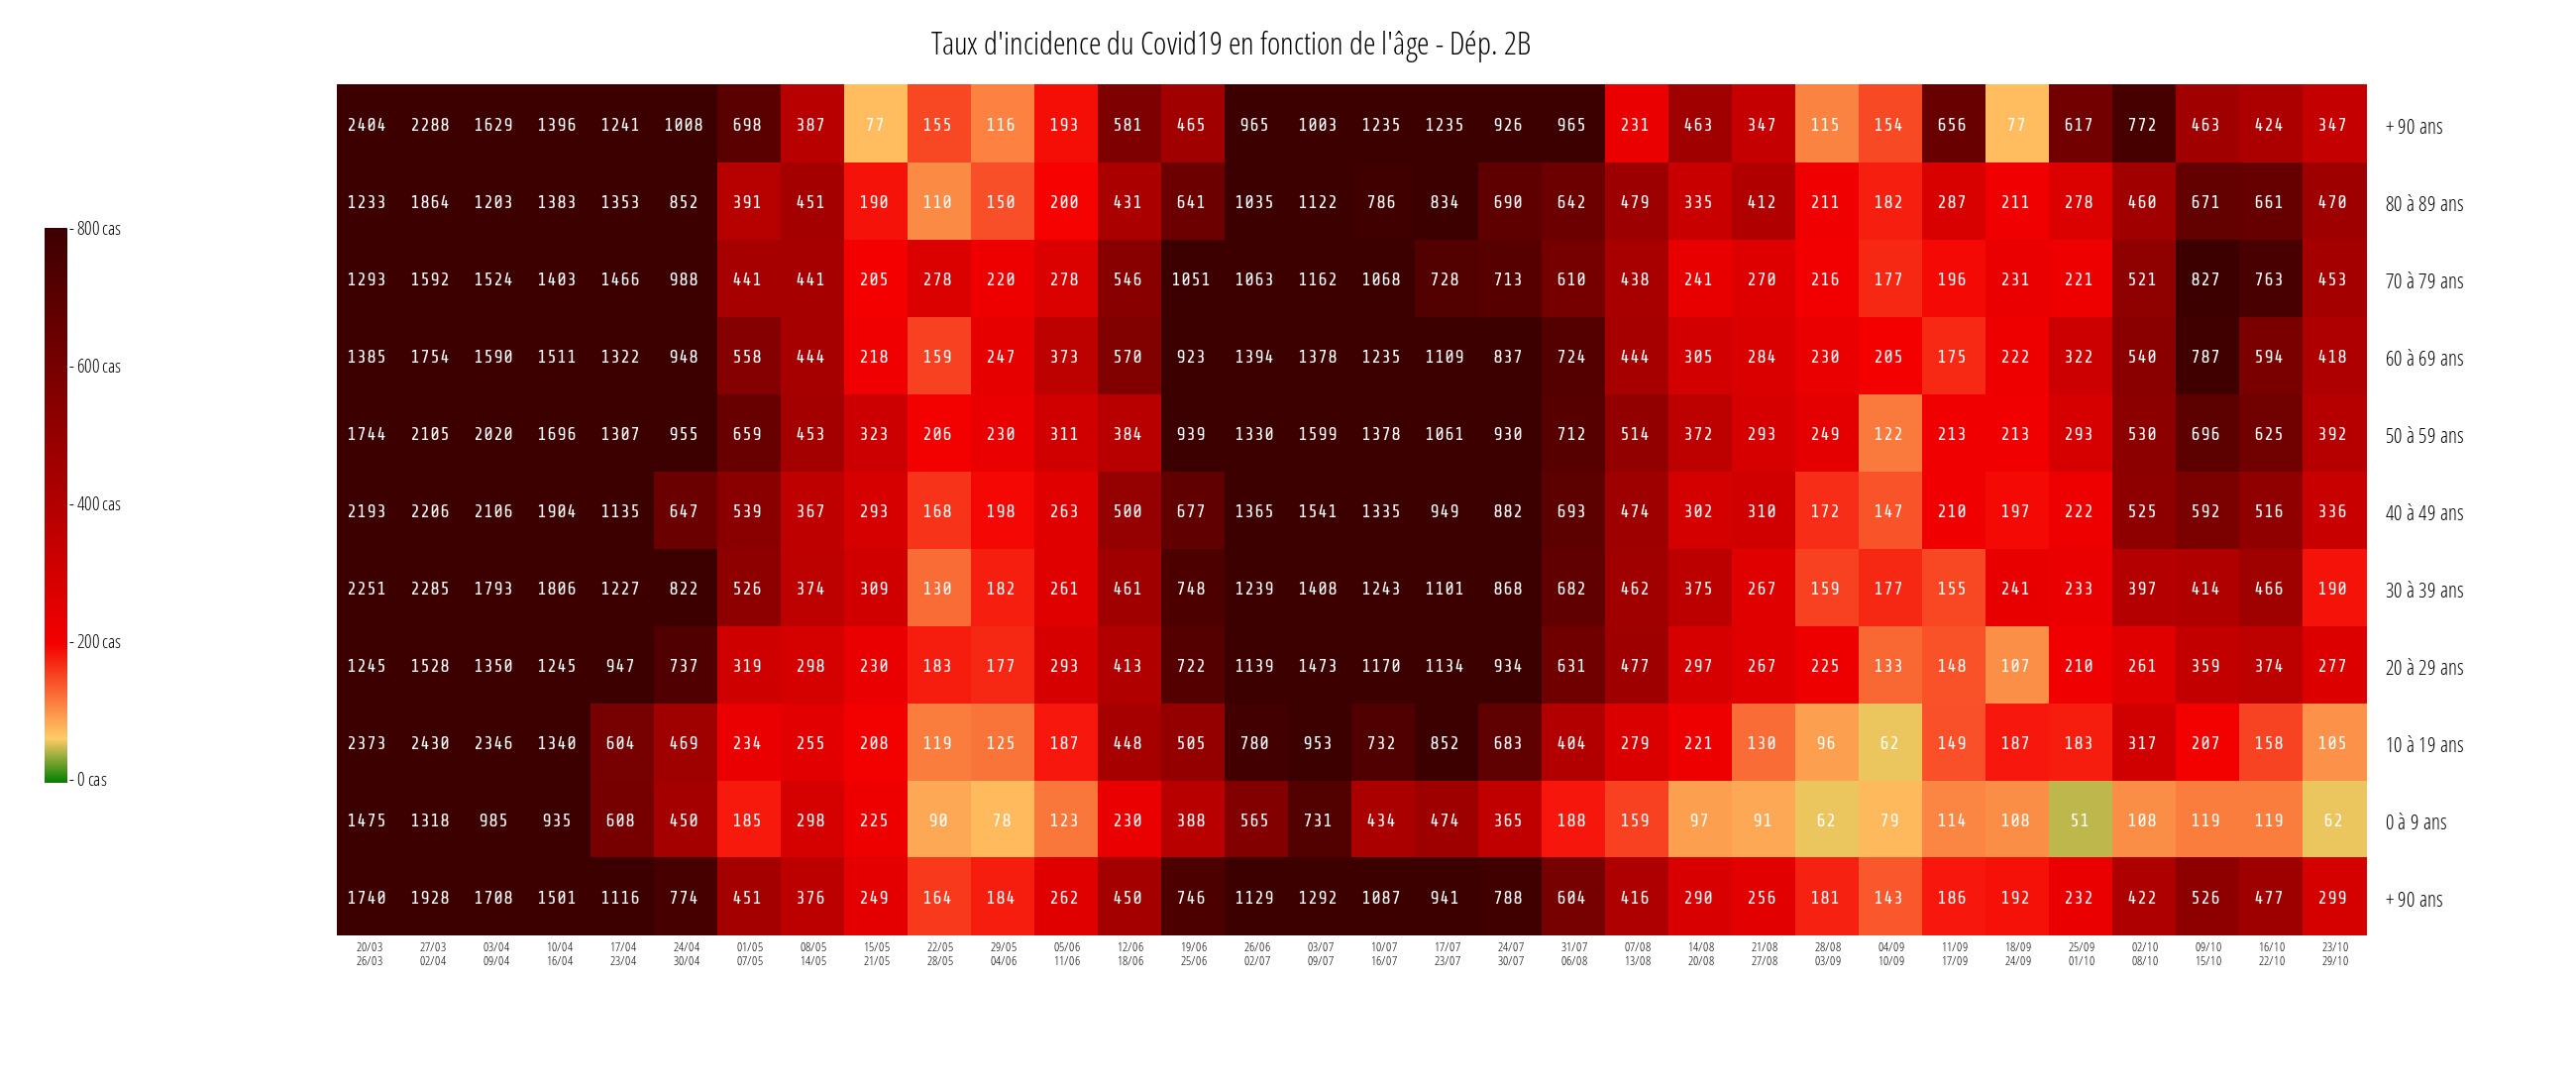 Taux d'incidence du Covid19 en fonction de l'âge - Dép. 2B
- 800 cas
- 600 cas
- 400 cas
- 200 cas
- 0 cas
2404 2288 1629 1396 1241 1008 698 387 77 155 116 193 581 465 965 1003 1235 1235 926 965 231 463 347 115 154 656 77 617 772 463 424 347 + 90 ans
1233 1864 1203 1383 1353 852 391 451 190 110 150 200 431 641 1035 1122 786 834 690 642 479 335 412 211 182 287 211 278 460 671 661 470 80 à 89 ans
1293 1592 1524 1403 1466 988 441 441 205 278 220 278 546 1051 1063 1162 1068 728 713 610 438 241 270 216 177 196 231 221 521 827 763 453 70 à 79 ans
1385 1754 1590 1511 1322 948 558 444 218 159 247 373 570 923 1394 1378 1235 1109 837 724 444 305 284 230 205 175 222 322 540 787 594 418 60 à 69 ans
1744 2105 2020 1696 1307 955 659 453 323 206 230 311 384 939 1330 1599 1378 1061 930 712 514 372 293 249 122 213 213 293 530 696 625 392 50 à 59 ans
2193 2206 2106 1904 1135 647 539 367 293 168 198 263 500 677 1365 1541 1335 949 882 693 474 302 310 172 147 210 197 222 525 592 516 336 40 à 49 ans
2251 2285 1793 1806 1227 822 526 374 309 130 182 261 461 748 1239 1408 1243 1101 868 682 462 375 267 159 177 155 241 233 397 414 466 190 30 à 39 ans
1245 1528 1350 1245 947 737 319 298 230 183 177 293 413 722 1139 1473 1170 1134 934 631 477 297 267 225 133 148 107 210 261 359 374 277 20 à 29 ans
2373 2430 2346 1340 604 469 234 255 208 119 125 187 448 505 780 953 732 852 683 404 279 221 130 96 62 149 187 183 317 207 158 105 10 à 19 ans
1475 1318 985 935 608 450 185 298 225 90 78 123 230 388 565 731 434 474 365 188 159 97 91 62 79 114 108 51 108 119 119 62 0 à 9 ans
1740 1928 1708 1501 1116 774 451 376 249 164 184 262 450 746 1129 1292 1087 941 788 604 416 290 256 181 143 186 192 232 422 526 477 299 + 90 ans
20/03 27/03 03/04 10/04 17/04 24/04 01/05 08/05 15/05 22/05 29/05 05/06 12/06 19/06 26/06 03/07 10/07 17/07 24/07 31/07 07/08 14/08 21/08 28/08 04/09 11/09 18/09 25/09 02/10 09/10 16/10 23/10
26/03 02/04 09/04 16/04 23/04 30/04 07/05 14/05 21/05 28/05 04/06 11/06 18/06 25/06 02/07 09/07 16/07 23/07 30/07 06/08 13/08 20/08 27/08 03/09 10/09 17/09 24/09 01/10 08/10 15/10 22/10 29/10